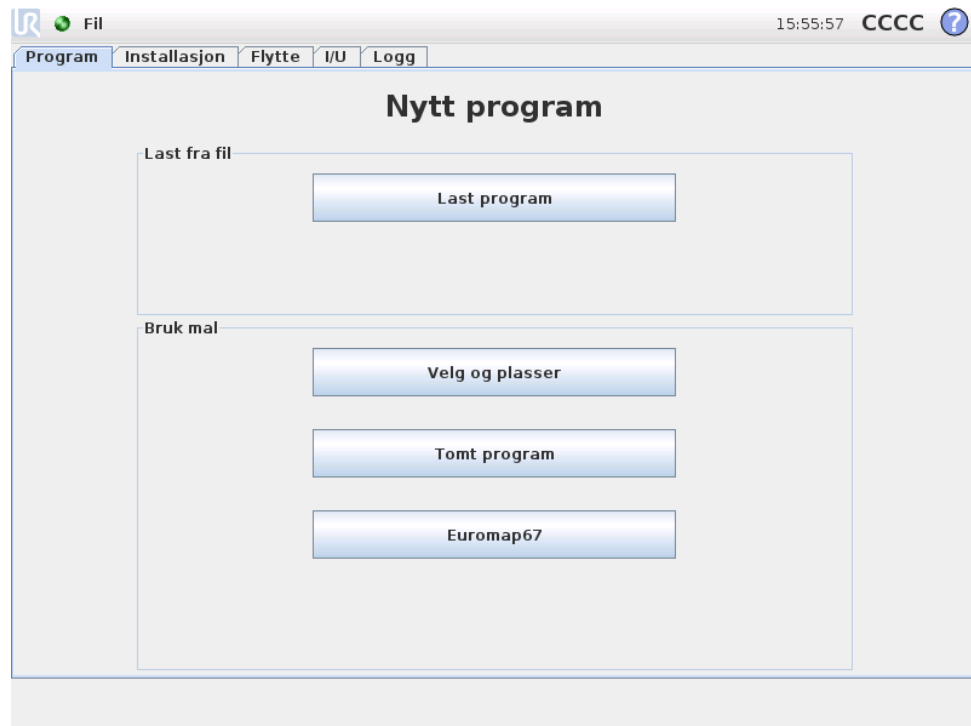 UR Fil 15:55:57 CCCC ?
Program Installasjon Flytte I/U Logg
Nytt program
Last fra fil
Last program
Bruk mal
Velg og plasser
Tomt program
Euromap67